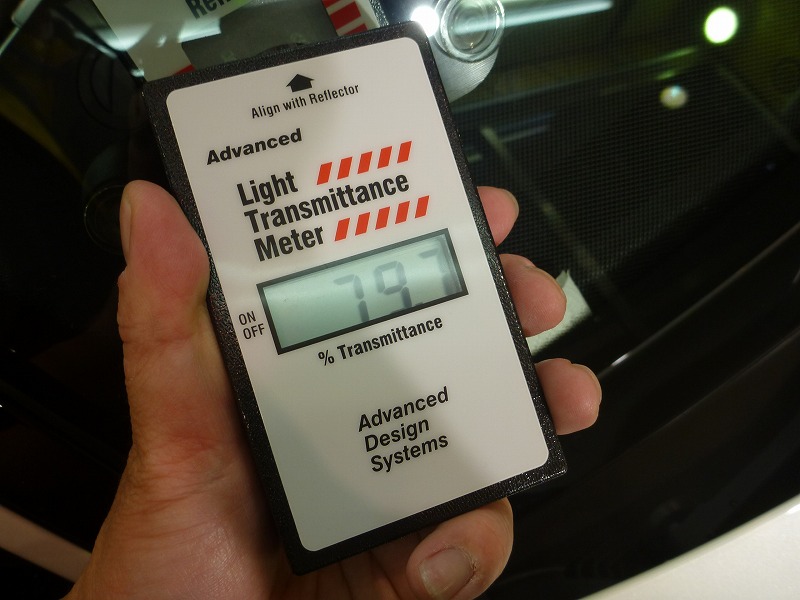 Align with Reflector
Advanced
Light
Transmittance
Meter
79.7
ON
OFF
% Transmittance
Advanced
Design
Systems